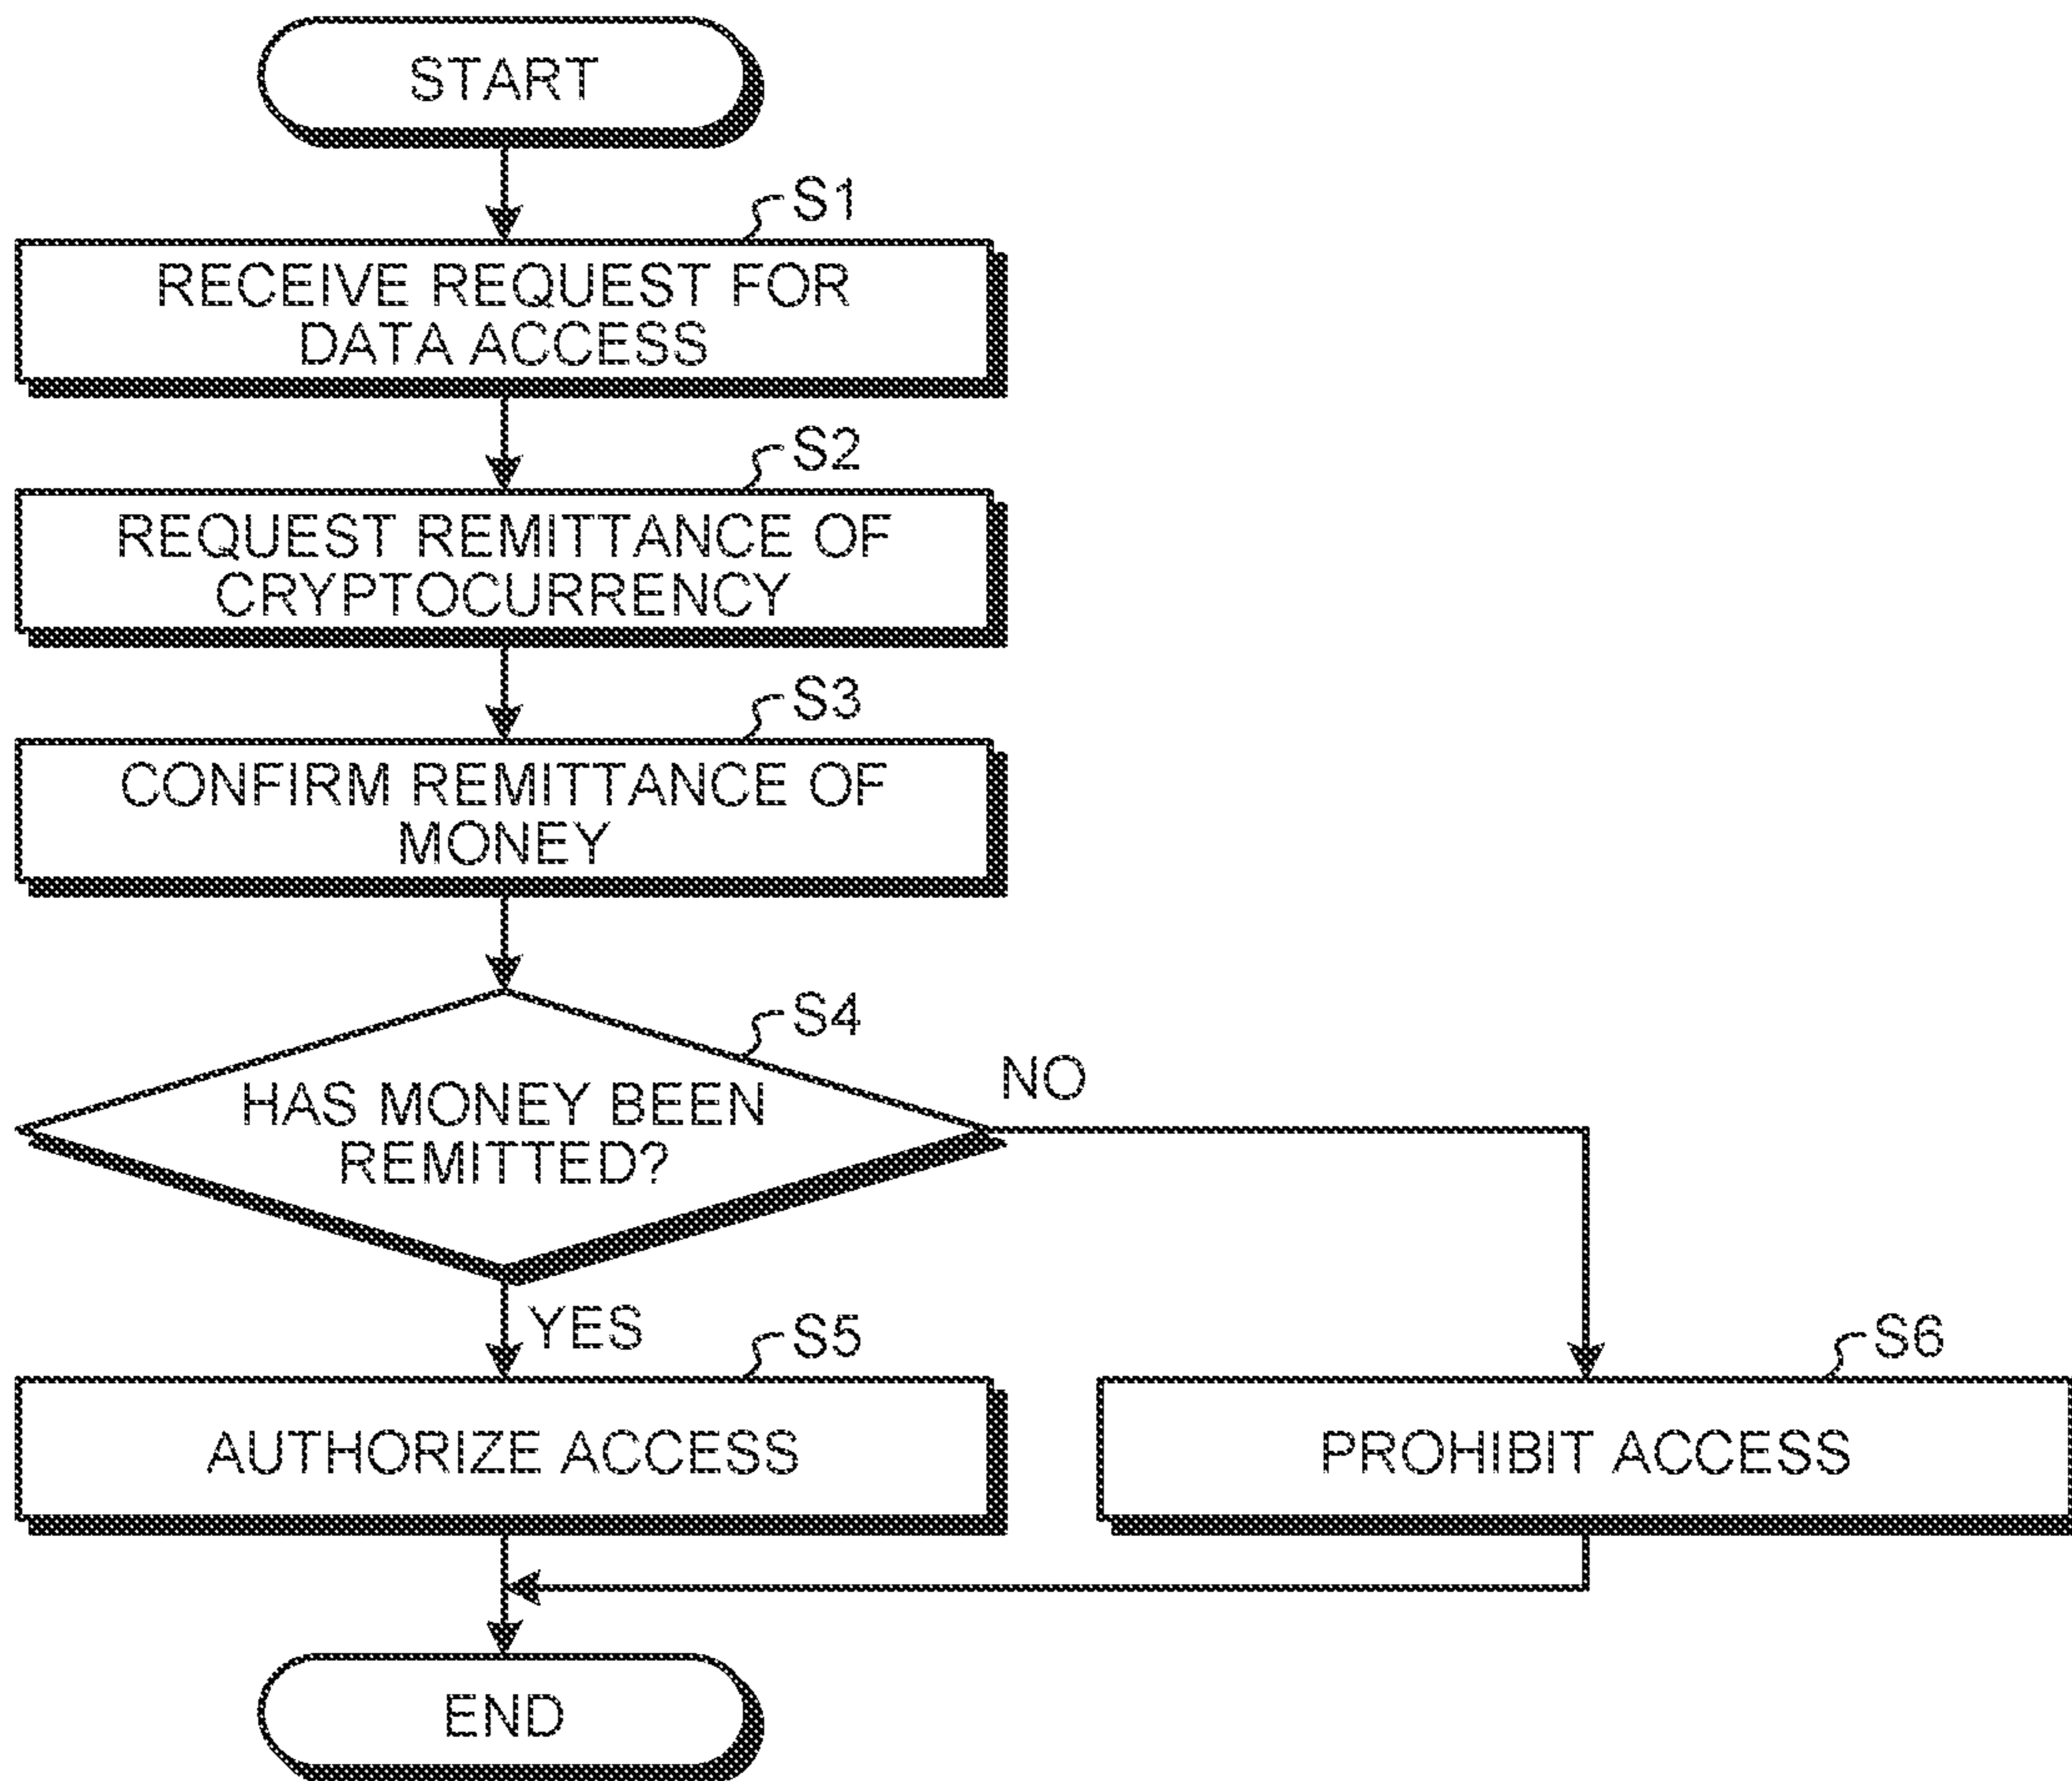 START
S1
RECEIVE REQUEST FOR
DATA ACCESS
S2
REQUEST REMITTANCE OF
CRYPTOCURRENCY
S3
CONFIRM REMITTANCE OF
MONEY
S4
HAS MONEY BEEN
REMITTED?
NO
YES
S5
AUTHORIZE ACCESS
S6
PROHIBIT ACCESS
END